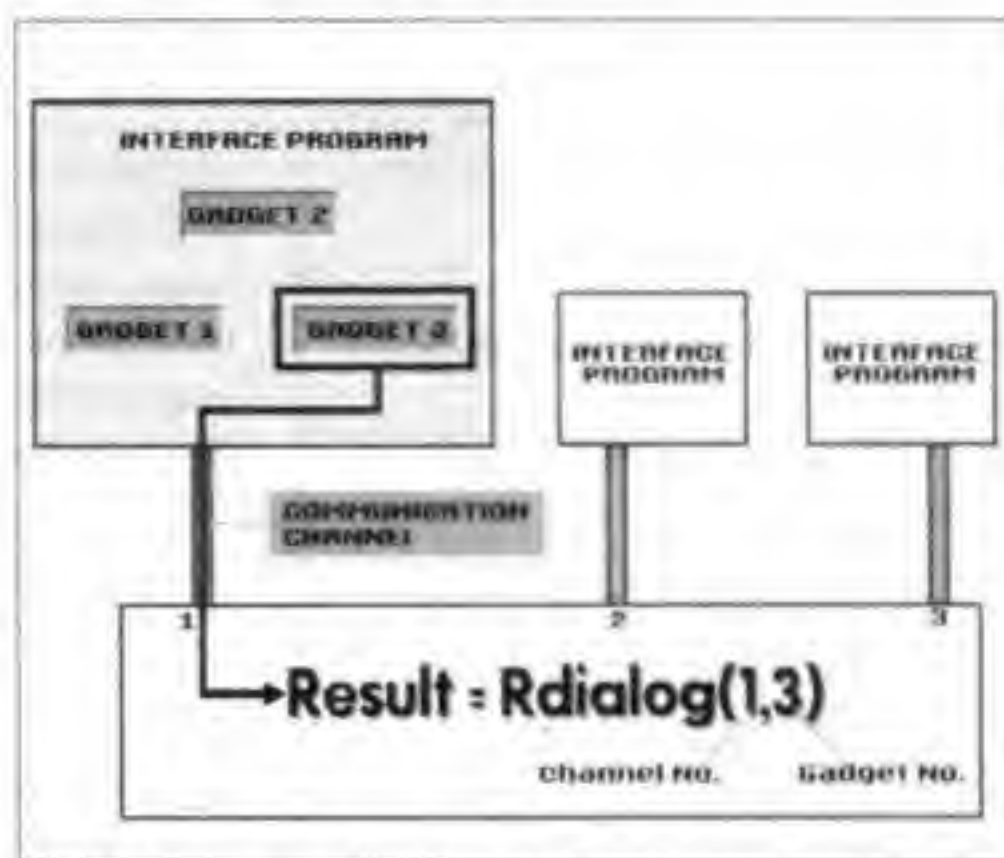 INTERFACE PROGRAM
GADGET 2
GADGET 1
GADGET
INTERFACE
PROGRAM
INTERFACE
PROGRAM
COMMUNICATION
CHANNEL
1
2
3
Result = Rdialog(1,3)
Channel No.
Gadget No.